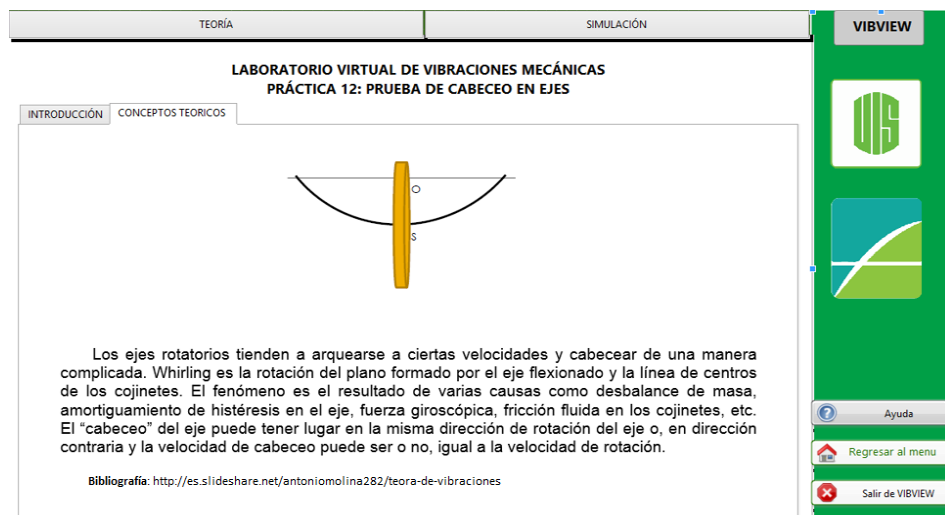 TEORÍA
SIMULACIÓN
VIBVIEW
LABORATORIO VIRTUAL DE VIBRACIONES MECÁNICAS
PRÁCTICA 12: PRUEBA DE CABECEO EN EJES
INTRODUCCIÓN
CONCEPTOS TEORICOS
UIS
O
S
Los ejes rotatorios tienden a arquearse a ciertas velocidades y cabecear de una manera
complicada. Whirling es la rotación del plano formado por el eje flexionado y la línea de centros
de los cojinetes. El fenómeno es el resultado de varias causas como desbalance de masa,
amortiguamiento de histéresis en el eje, fuerza giroscópica, fricción fluida en los cojinetes, etc.
El “cabeceo” del eje puede tener lugar en la misma dirección de rotación del eje o, en dirección
contraria y la velocidad de cabeceo puede ser o no, igual a la velocidad de rotación.
Bibliografía: http://es.slideshare.net/antoniomolina282/teora-de-vibraciones
Ayuda
Regresar al menu
Salir de VIBVIEW